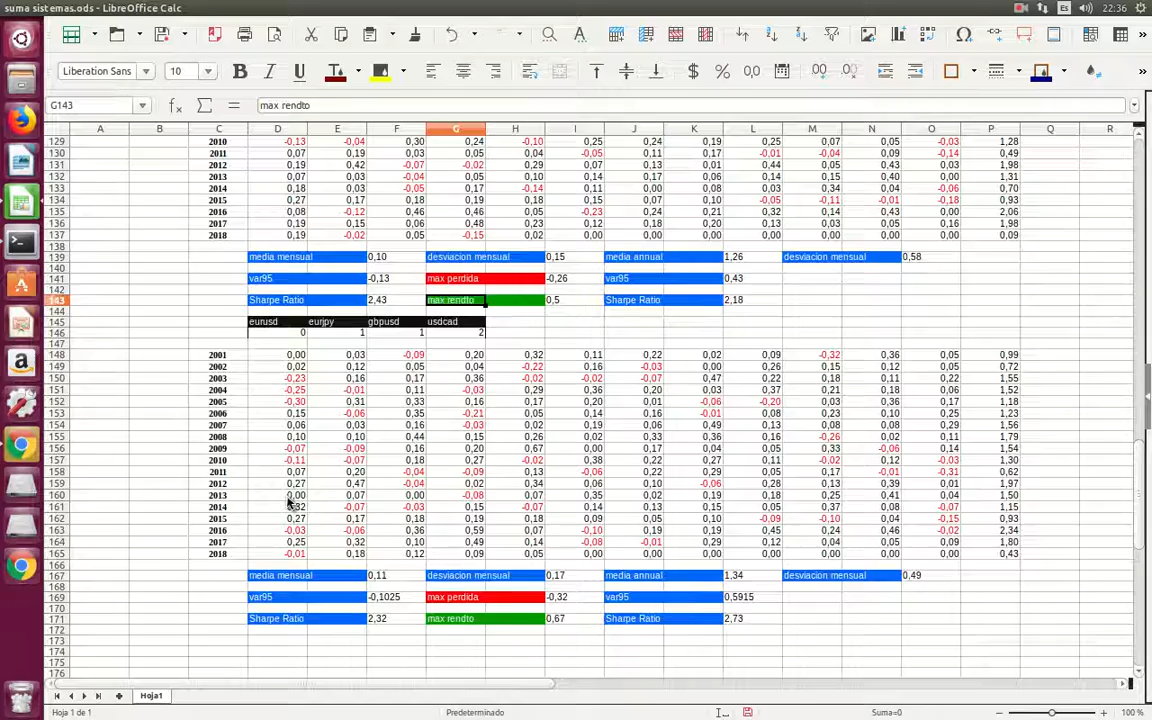 suma sistemas.ods - LibreOffice Calc Es 22:36
Liberation Sans 10
G143 max rendto
A B C D E F G H I J K L M N O P Q R
129 2010 -0,13 -0,04 0,30 0,24 -0,10 0,25 0,24 0,19 0,25 0,07 0,05 -0,03 1,28
130 2011 0,07 0,19 0,03 0,05 0,04 -0,05 0,11 0,17 -0,01 -0,04 0,09 -0,14 0,49
131 2012 0,19 0,42 -0,07 -0,02 0,29 0,07 0,13 0,01 0,44 0,05 0,43 0,03 1,98
132 2013 0,07 0,03 -0,04 0,05 0,10 0,14 0,17 0,06 0,14 0,15 0,40 0,00 1,31
133 2014 0,18 0,03 -0,05 0,17 -0,14 0,11 0,00 0,08 0,03 0,34 0,04 -0,06 0,70
134 2015 0,27 0,17 0,18 0,19 0,18 0,15 0,07 0,10 -0,05 -0,11 -0,01 -0,18 0,93
135 2016 0,08 -0,12 0,46 0,46 0,05 -0,23 0,24 0,21 0,32 0,14 0,43 0,00 2,06
136 2017 0,19 0,15 0,06 0,48 0,23 0,12 0,18 0,20 0,13 0,06 0,05 0,16 1,98
137 2018 0,19 -0,02 0,05 -0,15 0,02 0,00 0,00 0,00 0,00 0,00 0,00 0,00 0,09
138
139 media mensual 0,10 desviacion mensual 0,15 media annual 1,26 desviacion mensual 0,58
140
141 var95 -0,13 max perdida -0,26 var95 0,43
142
143 Sharpe Ratio 2,43 max rendto 0,5 Sharpe Ratio 2,18
144
145 eurusd eurjpy gbpusd usdcad
146 0 1 1 2
147
148 2001 0,00 0,03 -0,09 0,20 0,32 0,11 0,22 0,02 0,09 -0,32 0,36 0,05 0,99
149 2002 0,02 0,12 0,05 0,04 -0,22 0,16 -0,03 0,00 0,26 0,15 0,12 0,05 0,72
150 2003 -0,23 0,16 0,17 0,36 -0,02 -0,02 -0,07 0,47 0,22 0,18 0,11 0,22 1,55
151 2004 -0,25 -0,01 0,11 -0,03 0,29 0,36 0,20 0,03 0,37 0,21 0,18 0,06 1,52
152 2005 -0,30 0,31 0,33 0,16 0,17 0,20 0,01 -0,06 -0,20 0,03 0,36 0,17 1,18
153 2006 0,15 -0,06 0,35 -0,21 0,05 0,14 0,16 -0,01 0,08 0,23 0,10 0,25 1,23
154 2007 0,06 0,03 0,16 -0,03 0,02 0,19 0,06 0,49 0,13 0,08 0,08 0,29 1,56
155 2008 0,10 0,10 0,44 0,15 0,26 0,02 0,33 0,36 0,16 -0,26 0,02 0,11 1,79
156 2009 -0,07 -0,09 0,16 0,20 0,67 0,00 0,17 0,04 0,05 0,33 -0,06 0,14 1,54
157 2010 -0,11 -0,07 0,18 0,27 -0,02 0,38 0,22 0,27 0,11 -0,02 0,12 -0,03 1,30
158 2011 0,07 0,20 -0,04 -0,09 0,13 -0,06 0,22 0,29 0,05 0,17 -0,01 -0,31 0,62
159 2012 0,27 0,47 -0,04 0,02 0,34 0,06 0,10 -0,06 0,28 0,13 0,39 0,01 1,97
160 2013 0,00 0,07 0,00 -0,08 0,07 0,35 0,02 0,19 0,18 0,25 0,41 0,04 1,50
161 2014 -0,07 -0,03 0,15 -0,07 0,14 0,12 0,15 0,05 0,37 0,08 -0,07 1,15
162 2015 0,27 0,17 0,18 0,19 0,18 0,09 0,05 0,10 -0,09 -0,10 0,04 -0,15 0,93
163 2016 -0,03 -0,06 0,36 0,59 0,07 -0,10 0,19 0,19 0,45 0,24 0,46 -0,02 2,34
164 2017 0,25 0,32 0,10 0,49 0,14 -0,08 -0,01 0,29 0,12 0,04 0,05 0,09 1,80
165 2018 -0,01 0,18 0,12 0,09 0,05 0,00 0,00 0,00 0,00 0,00 0,00 0,00 0,43
166
167 media mensual 0,11 desviacion mensual 0,17 media annual 1,34 desviacion mensual 0,49
168
169 var95 -0,1025 max perdida -0,32 var95 0,5915
170
171 Sharpe Ratio 2,32 max rendto 0,67 Sharpe Ratio 2,73
172
173
174
175
176
Hoja1
Hoja 1 de 1 Predeterminado Suma=0 100 %